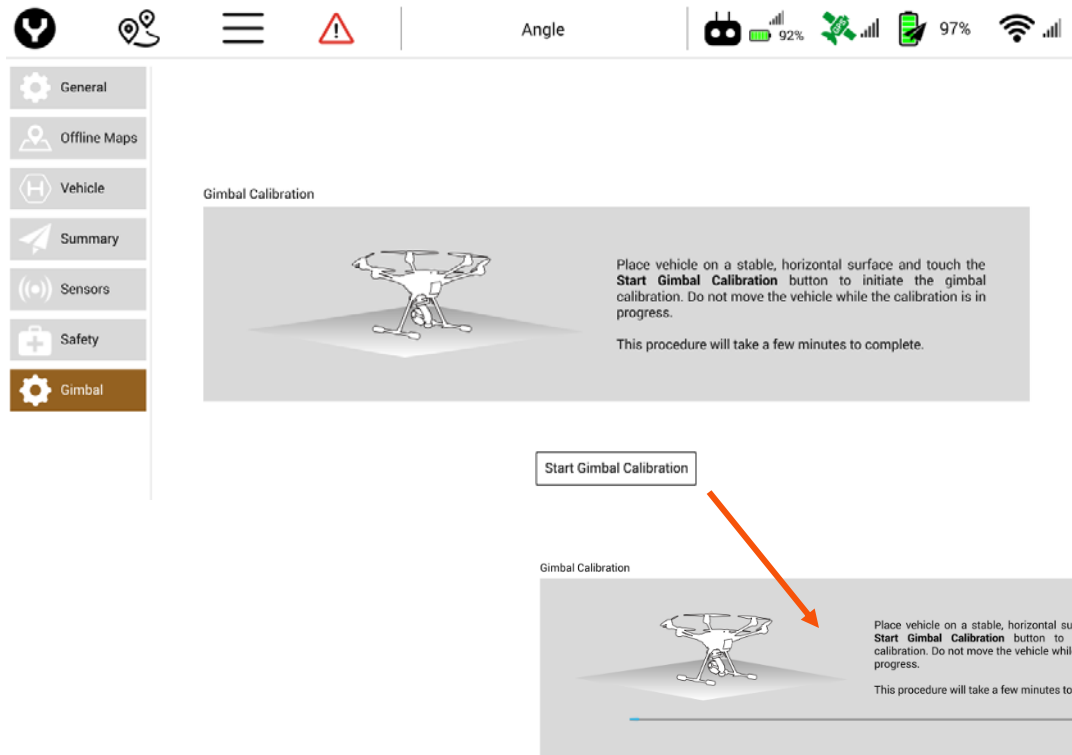 Angle
92%
GPS
97%
General
Offline Maps
Vehicle
Summary
Sensors
Safety
Gimbal
Gimbal Calibration
Place vehicle on a stable, horizontal surface and touch the
Start Gimbal Calibration button to initiate the gimbal
calibration. Do not move the vehicle while the calibration is in
progress.
This procedure will take a few minutes to complete.
Start Gimbal Calibration
Gimbal Calibration
Place vehicle on a stable, horizontal su
Start Gimbal Calibration button to
calibration. Do not move the vehicle whil
progress.
This procedure will take a few minutes to